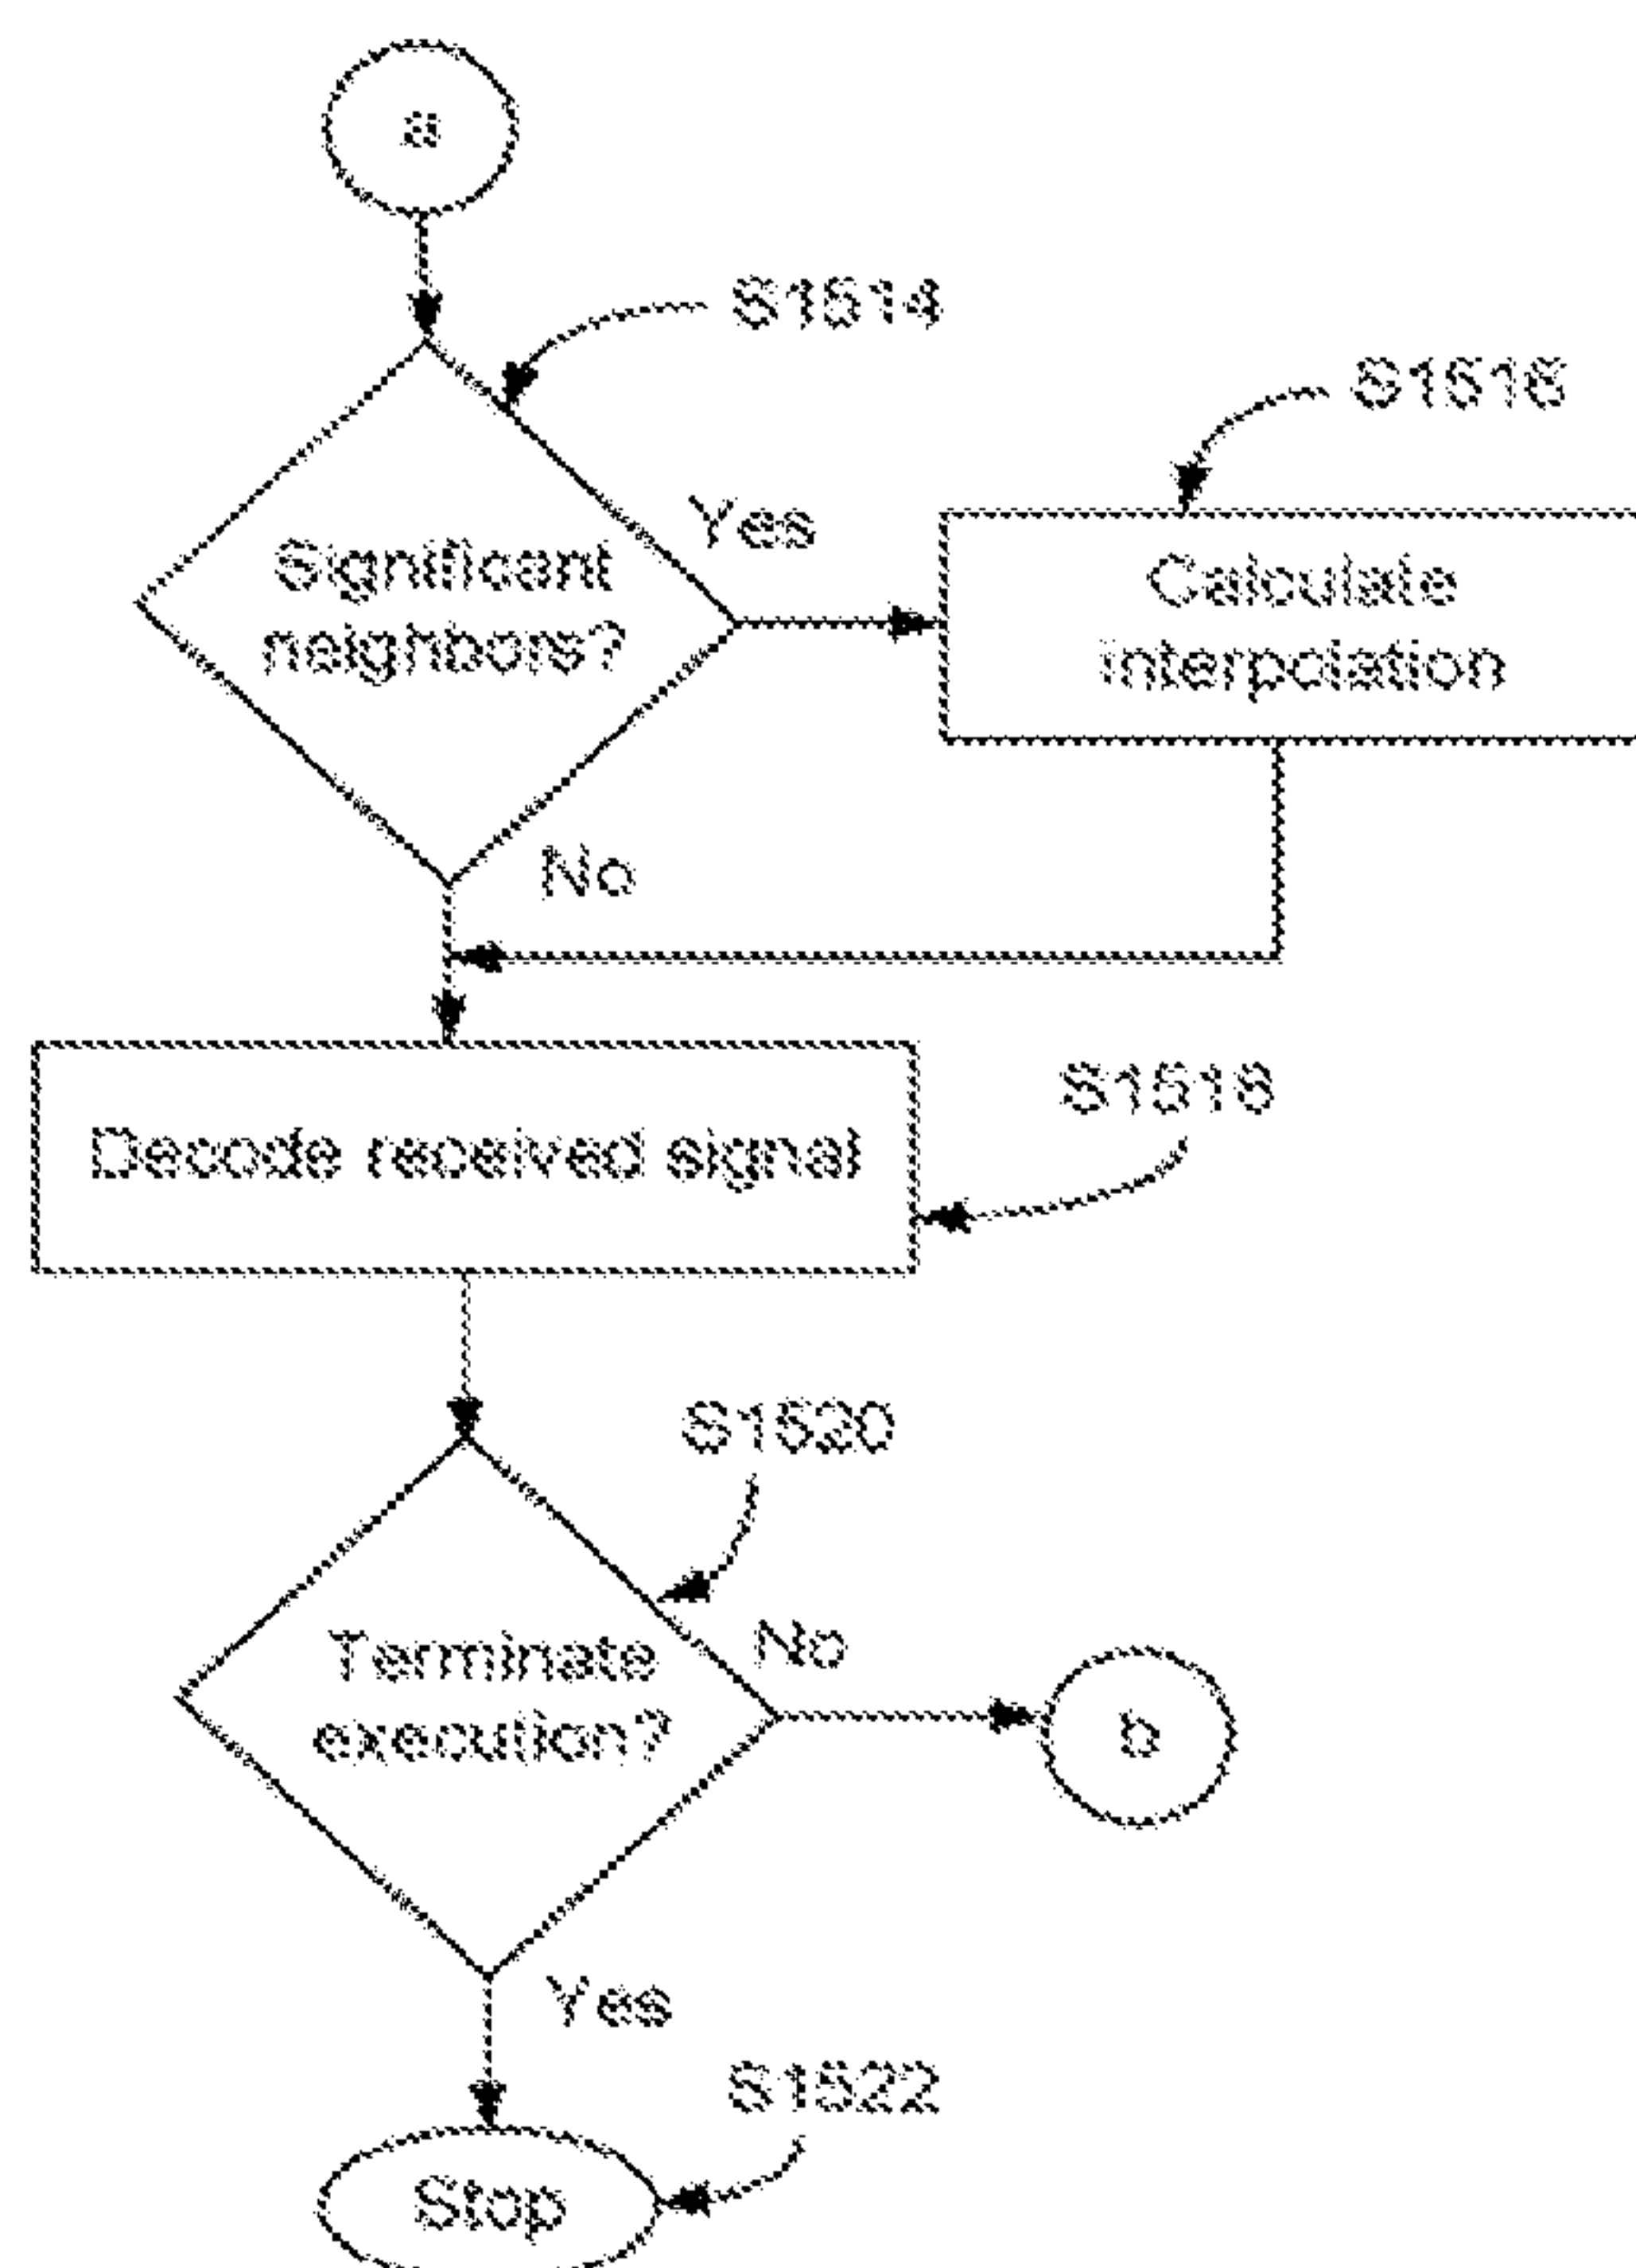 a
S1514
S1516
Yes
Significant
neighbors?
Calculate
interpolation
No
S1518
Decode received signal
S1520
No
Terminate
execution?
b
Yes
S1522
Stop